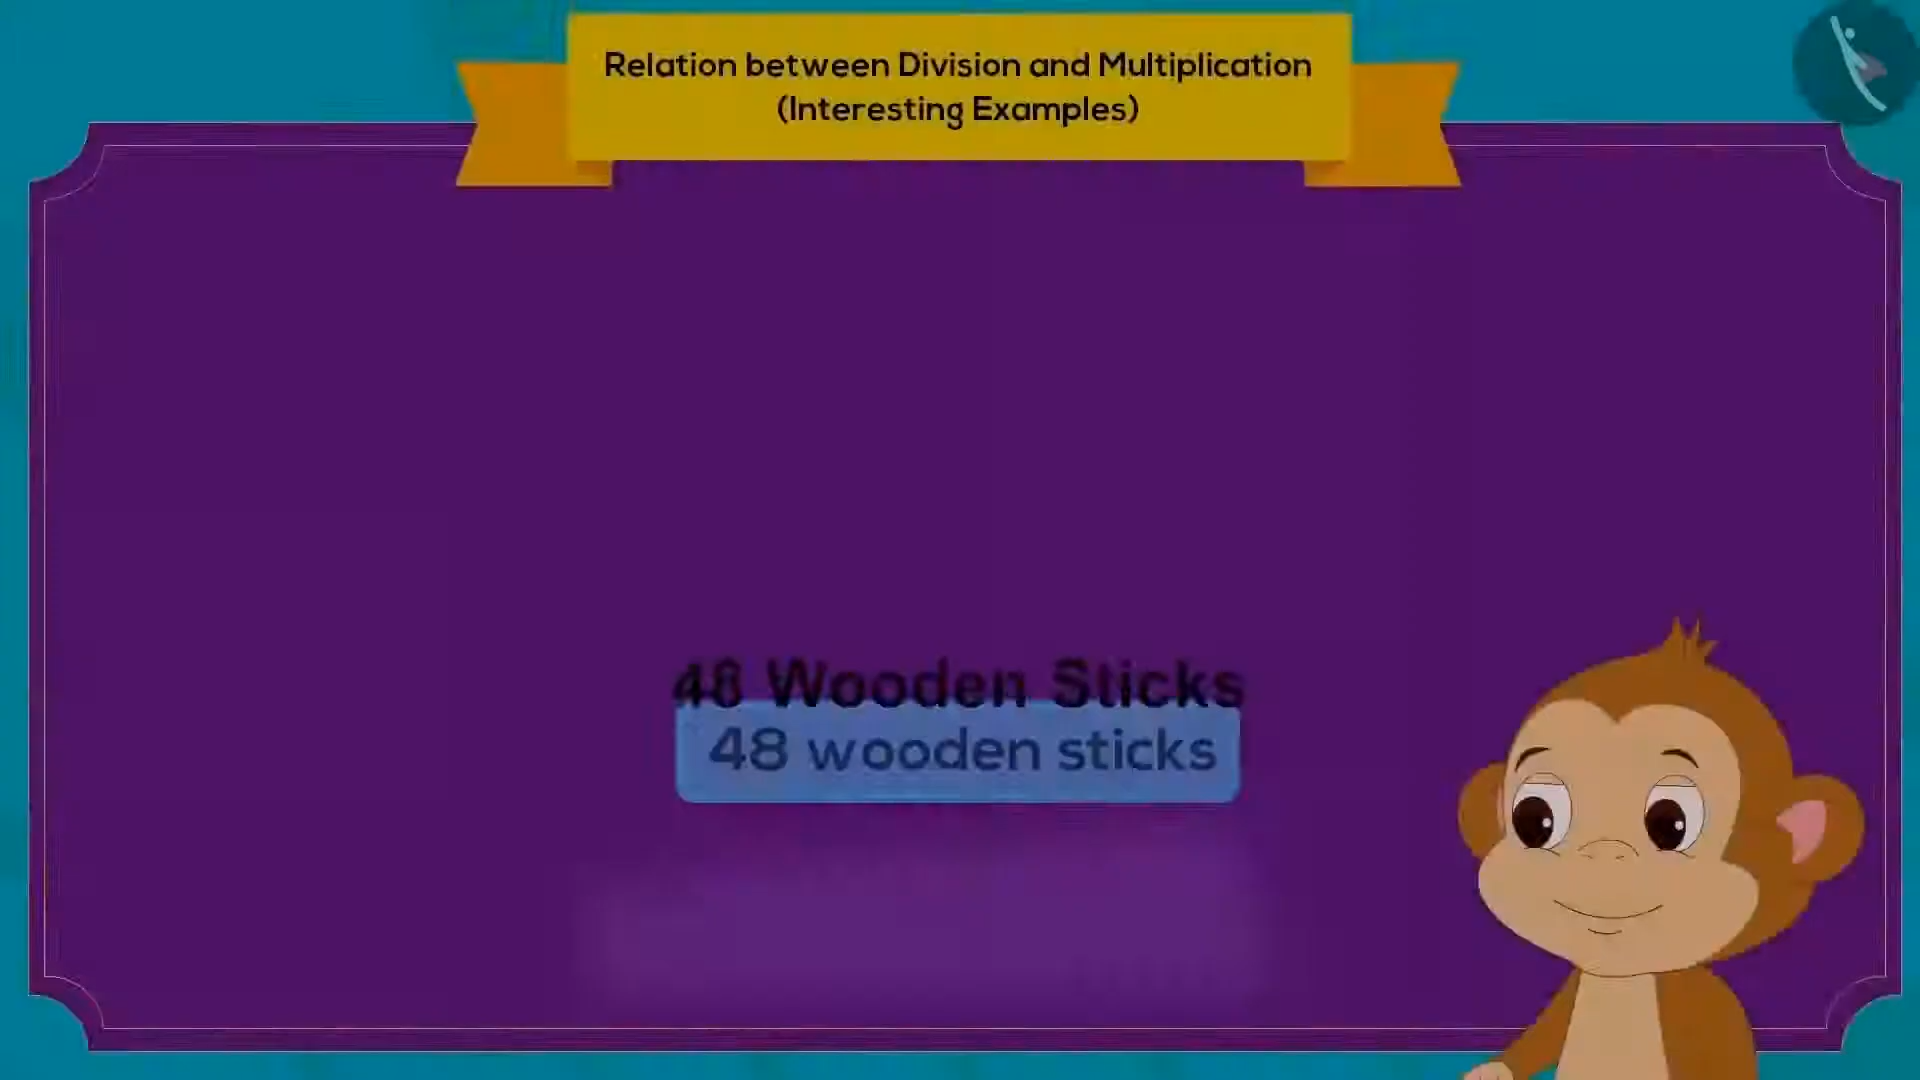 Relation between Division and Multiplication
(Interesting Examples)
48 Wooden Sticks
48 wooden sticks